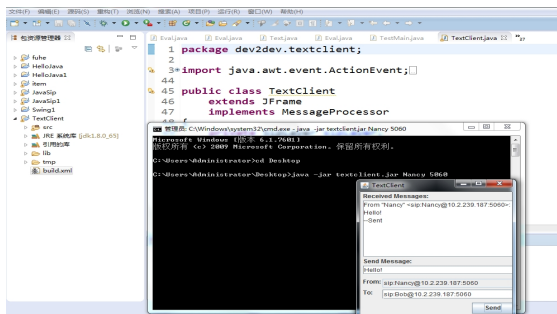 文件(F) 编辑(E) 源码(S) 重构(T) 浏览(N) 搜索(A) 项目(P) 运行(R) 窗口(W) 帮助(H)
包资源管理器
Eval.java Eval.java Test.java Eval.java TestMain.java TextClient.java
fuhe
HelloJava
HelloJava1
item
JavaSip
JavaSip1
Swing1
TextClient
src
JRE 系统库 [jdk1.6.0_65]
引用的库
lib
tmp
build.xml
1 package dev2dev.textclient;
2
3 import java.awt.event.ActionEvent;
45 public class TextClient
46 extends JFrame
47 implements MessageProcessor
48 {
管理员: C:\Windows\system32\cmd.exe - java -jar textclient.jar Nancy 5060
Microsoft Windows [版本 6.1.7601]
版权所有 (c) 2009 Microsoft Corporation。保留所有权利。
C:\Users\Administrator>cd Desktop
C:\Users\Administrator\Desktop>java -jar textclient.jar Nancy 5060
TextClient
Received Messages:
From "Nancy" <sip:Nancy@10.2.239.187:5060>:
Hello!
--Sent
Send Message:
Hello!
From: sip:Nancy@10.2.239.187:5060
To: sip:Bob@10.2.239.187:5060
Send